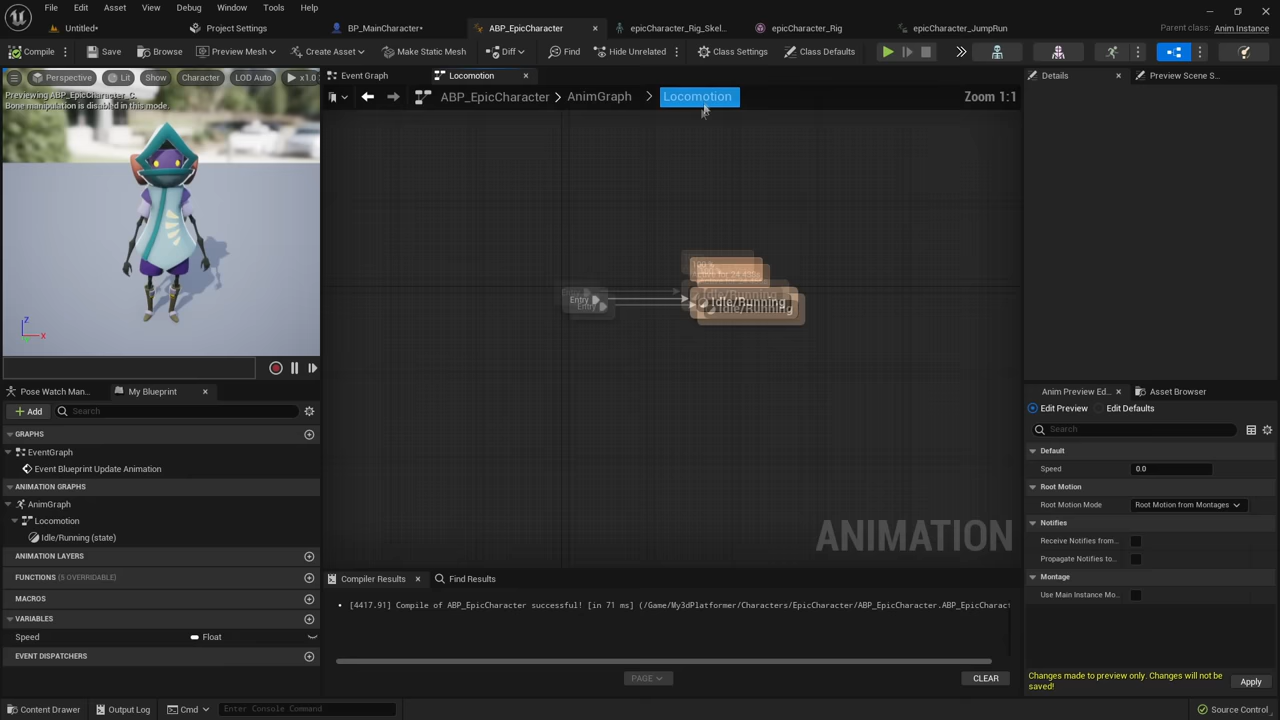 File Edit Asset View Debug Window Tools Help
Untitled•
Project Settings
BP_MainCharacter•
ABP_EpicCharacter
epicCharacter_Rig_Skel...
epicCharacter_Rig
epicCharacter_JumpRun
Parent class: Anim Instance
Compile
Save
Browse
Preview Mesh
Create Asset
Make Static Mesh
Diff
Find
Hide Unrelated
Class Settings
Class Defaults
Perspective
Lit
Show
Character
LOD Auto
x1.0
Previewing ABP_EpicCharacter_C.
Bone manipulation is disabled in this mode.
Z
X
Event Graph
Locomotion
ABP_EpicCharacter > AnimGraph > Locomotion
Zoom 1:1
Entry
Entry
Idle/Running
Idle/Running
Idle/Running
ANIMATION
Pose Watch Man...
My Blueprint
Add
Search
GRAPHS
EventGraph
Event Blueprint Update Animation
ANIMATION GRAPHS
AnimGraph
Locomotion
Idle/Running (state)
ANIMATION LAYERS
FUNCTIONS (5 OVERRIDABLE)
MACROS
VARIABLES
Speed
Float
EVENT DISPATCHERS
Compiler Results
Find Results
[4417.91] Compile of ABP_EpicCharacter successful! [in 71 ms] (/Game/My3dPlatformer/Characters/EpicCharacter/ABP_EpicCharacter.ABP_EpicCharact
PAGE
CLEAR
Details
Preview Scene S...
Anim Preview Ed...
Asset Browser
Edit Preview
Edit Defaults
Search
Default
Speed
0.0
Root Motion
Root Motion Mode
Root Motion from Montages
Notifies
Receive Notifies from...
Propagate Notifies to...
Montage
Use Main Instance Mo...
Changes made to preview only. Changes will not be
saved!
Apply
Content Drawer
Output Log
Cmd
Enter Console Command
Source Control